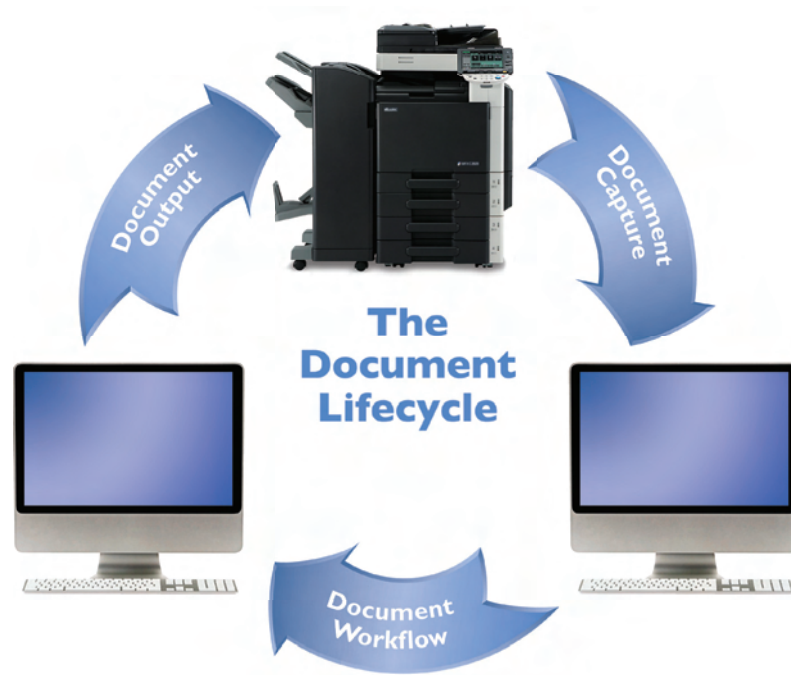 Document
Output
Document
Capture
The
Document
Lifecycle
Document
Workflow